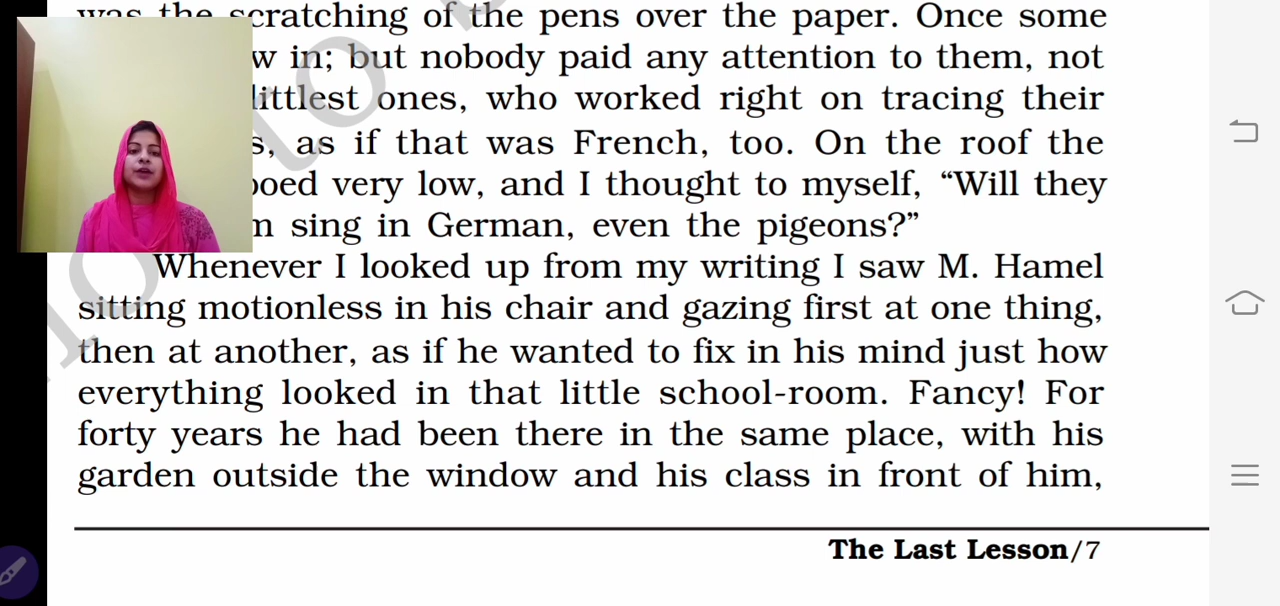 was the scratching of the pens over the paper. Once some
in; but nobody paid any attention to them, not
littlest ones, who worked right on tracing their
as if that was French, too. On the roof the
very low, and I thought to myself, “Will they
sing in German, even the pigeons?”
Whenever I looked up from my writing I saw M. Hamel
sitting motionless in his chair and gazing first at one thing,
then at another, as if he wanted to fix in his mind just how
everything looked in that little school-room. Fancy! For
forty years he had been there in the same place, with his
garden outside the window and his class in front of him,
The Last Lesson/7